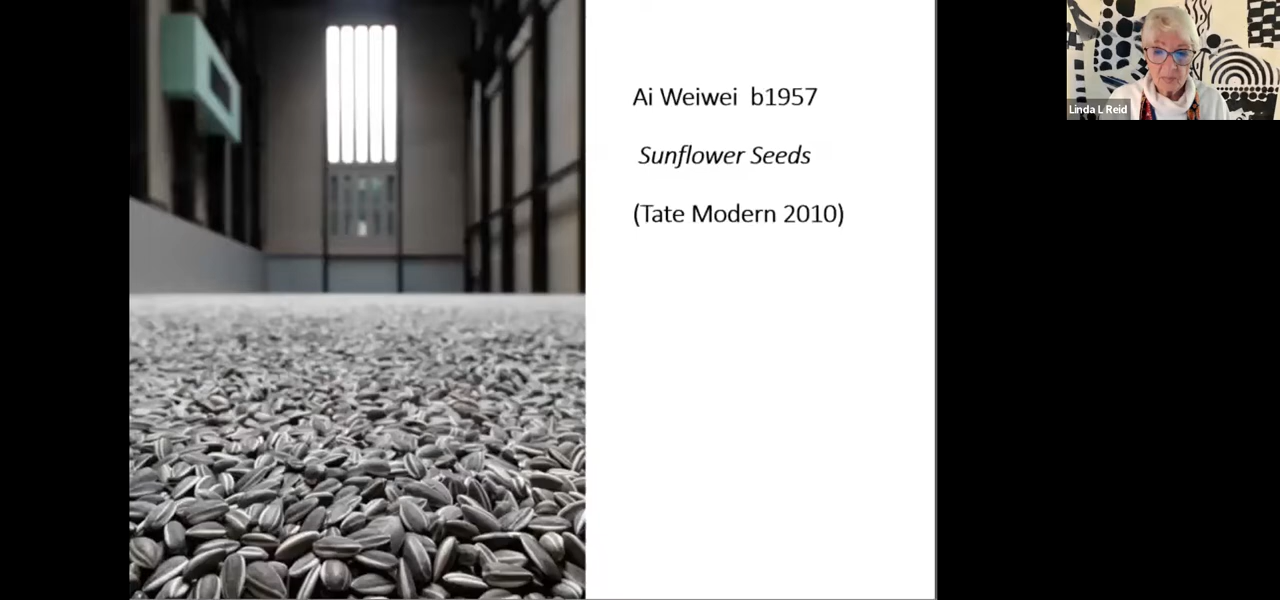 Ai Weiwei b1957
Sunflower Seeds
(Tate Modern 2010)
Linda L Reid